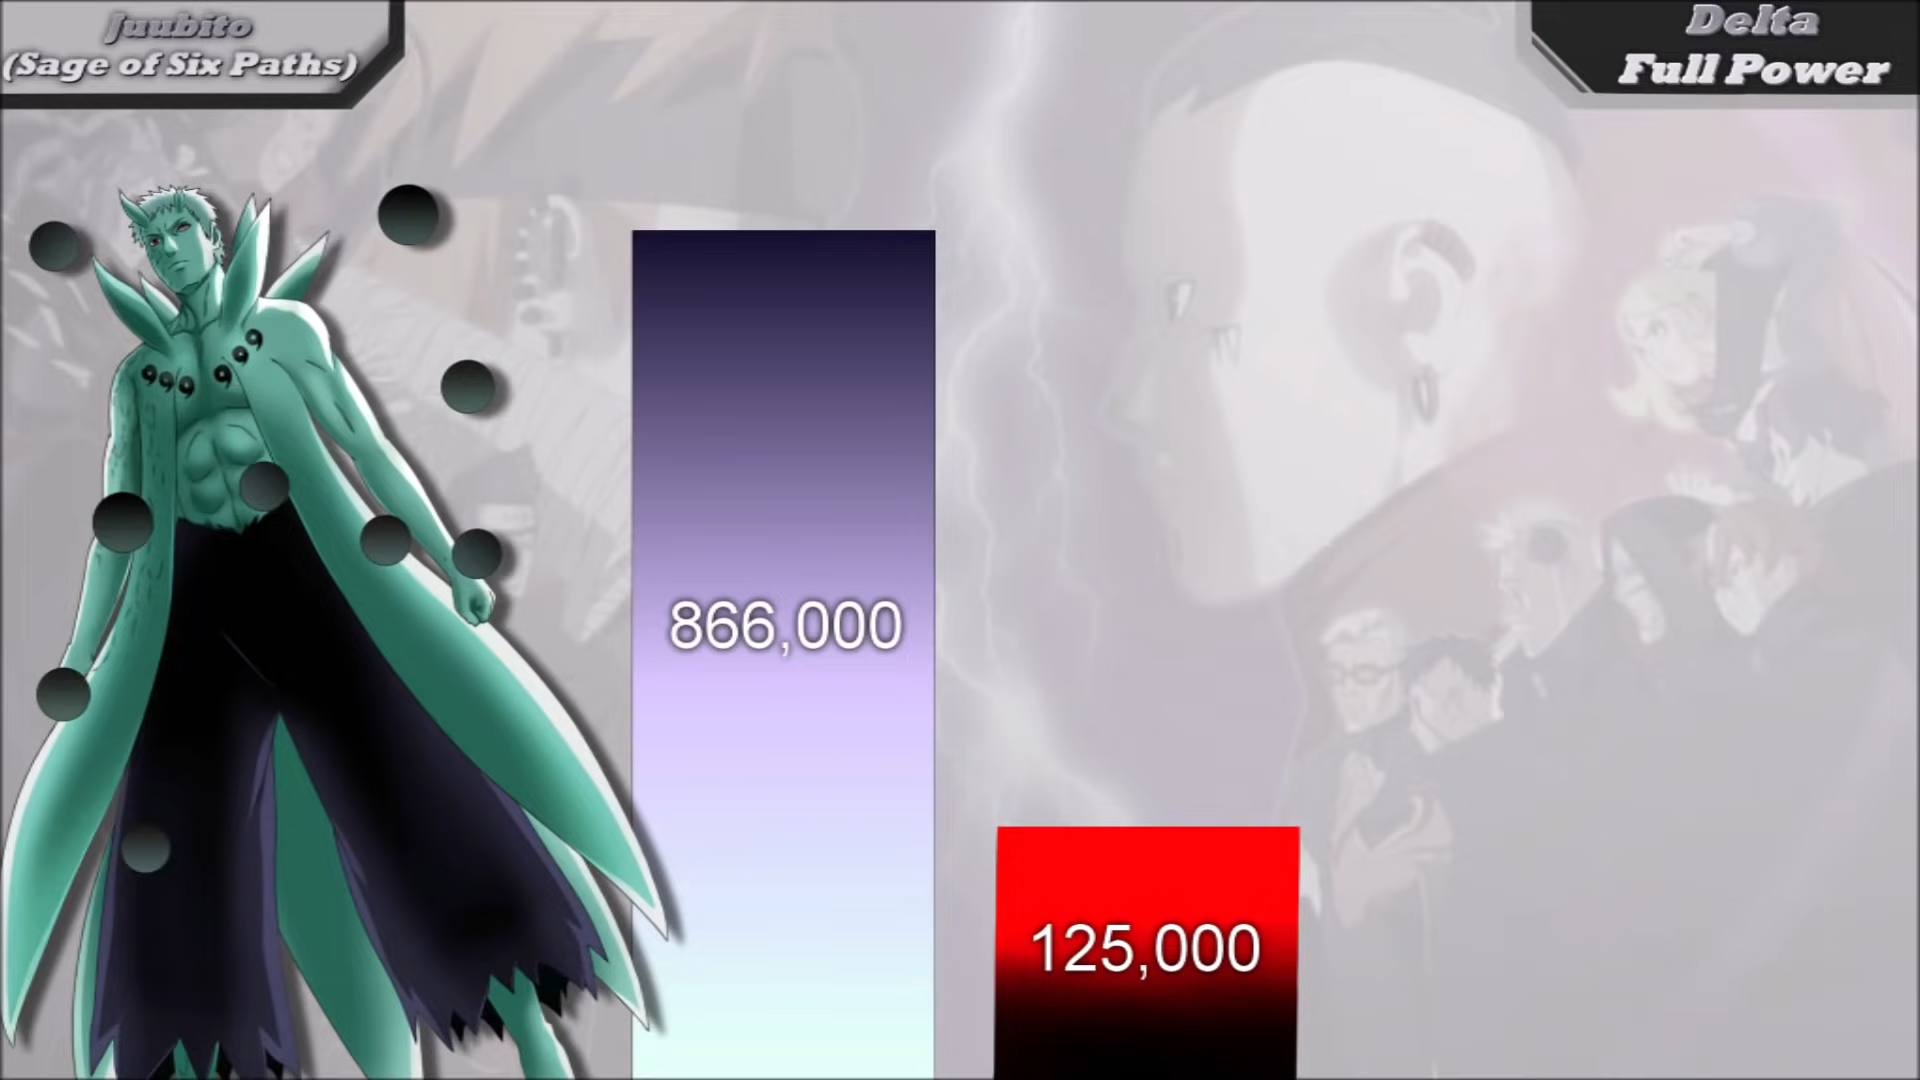 Juubito
(Sage of Six Paths)
Delta
Full Power
866,000
125,000